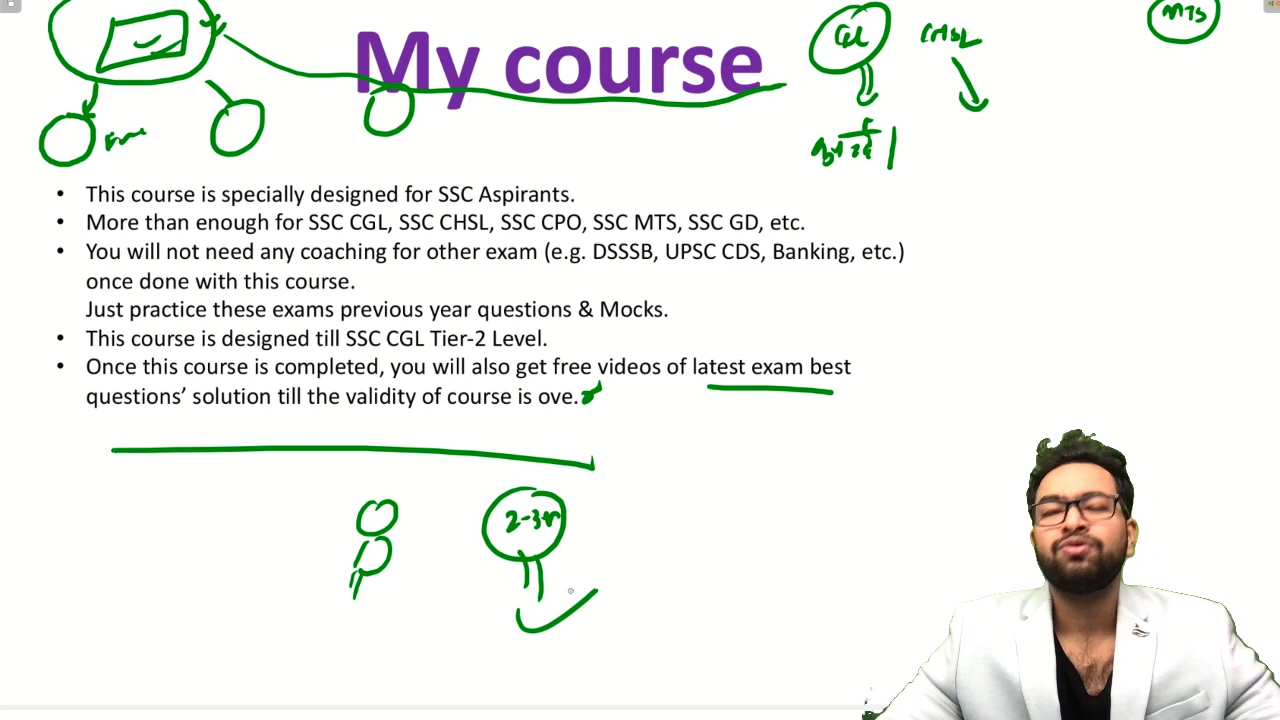 MTS
CGL
CHSL
My course
• This course is specially designed for SSC Aspirants.
• More than enough for SSC CGL, SSC CHSL, SSC CPO, SSC MTS, SSC GD, etc.
• You will not need any coaching for other exam (e.g. DSSSB, UPSC CDS, Banking, etc.)
once done with this course.
Just practice these exams previous year questions & Mocks.
• This course is designed till SSC CGL Tier-2 Level.
• Once this course is completed, you will also get free videos of latest exam best
questions’ solution till the validity of course is ove.